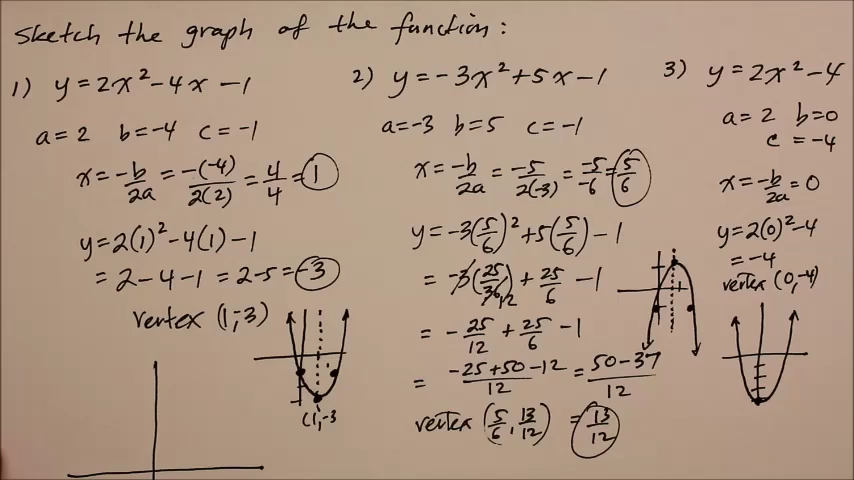 Sketch the graph of the function:
1) y = 2x² - 4x - 1
a = 2 b = -4 c = -1
x = -b/2a = -(-4)/2(2) = 4/4 = 1
y = 2(1)² - 4(1) - 1
= 2 - 4 - 1 = 2 - 5 = -3
vertex (1, -3)
(1, -3
2) y = -3x² + 5x - 1
a = -3 b = 5 c = -1
x = -b/2a = -5/2(-3) = -5/-6 = 5/6
y = -3(5/6)² + 5(5/6) - 1
= -3(25/36) 12 + 25/6 - 1
= -25/12 + 25/6 - 1
= -25 + 50 - 12/12 = 50 - 37/12
vertex (5/6, 13/12) = 13/12
1
3) y = 2x² - 4
a = 2 b = 0
c = -4
x = -b/2a = 0
y = 2(0)² - 4
= -4
vertex (0, -4)